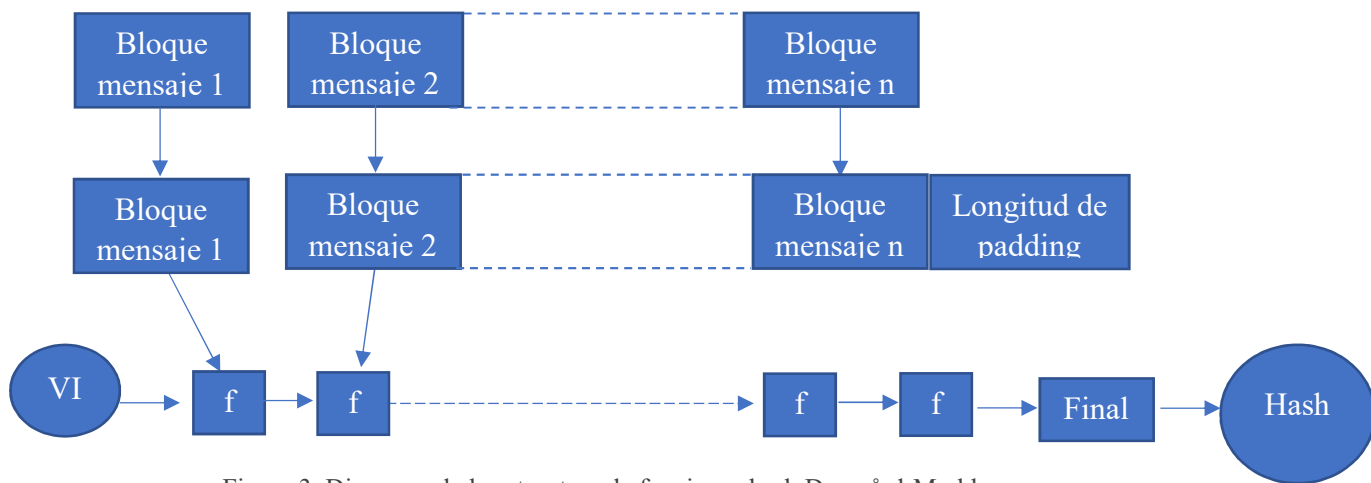 Bloque
mensaje 1
Bloque
mensaje 2
Bloque
mensaje n
Bloque
mensaje 1
Bloque
mensaje 2
Bloque
mensaje n
Longitud de
padding
VI
f
f
f
f
Final
Hash